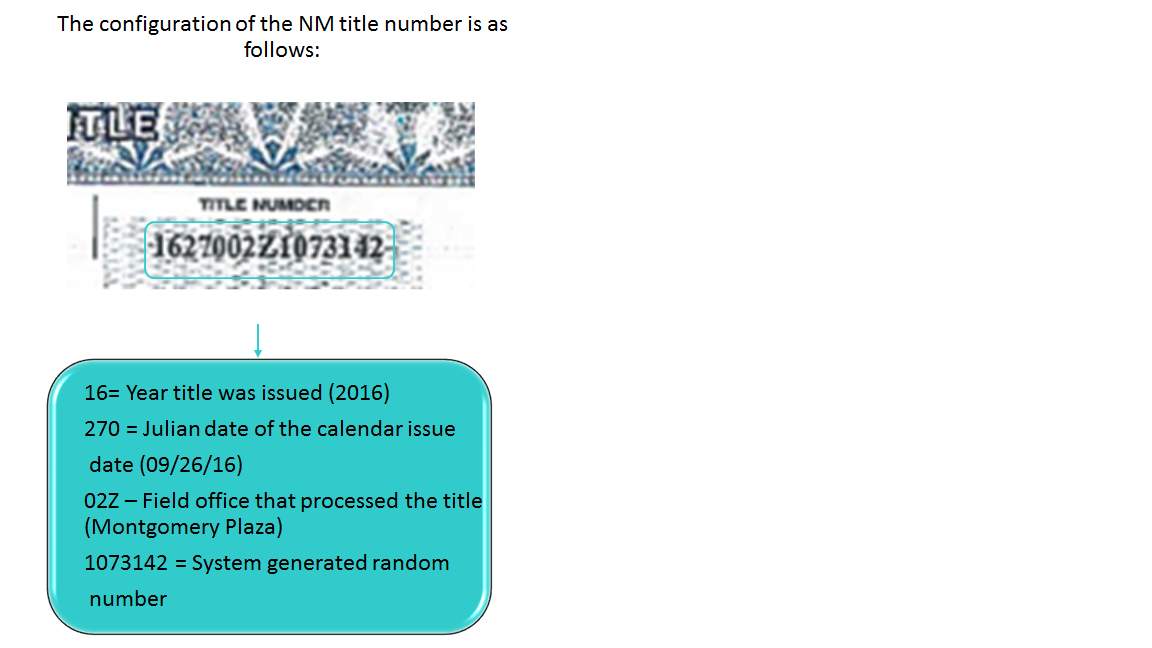 The configuration of the NM title number is as
follows:
TLE
TITLE NUMBER
1627002Z1073142
16= Year title was issued (2016)
270 = Julian date of the calendar issue
date (09/26/16)
02Z – Field office that processed the title
(Montgomery Plaza)
1073142 = System generated random
number